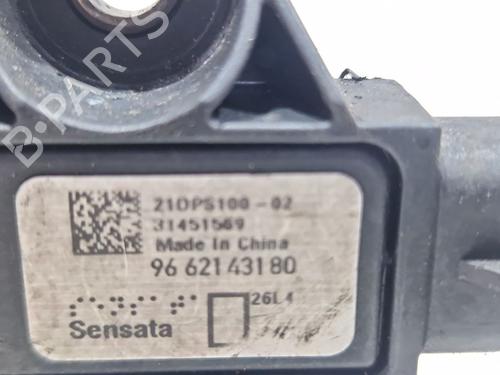 B-PARTS
21DPS100-02
31451569
Made In China
96 621 431 80
26L4
Sensata